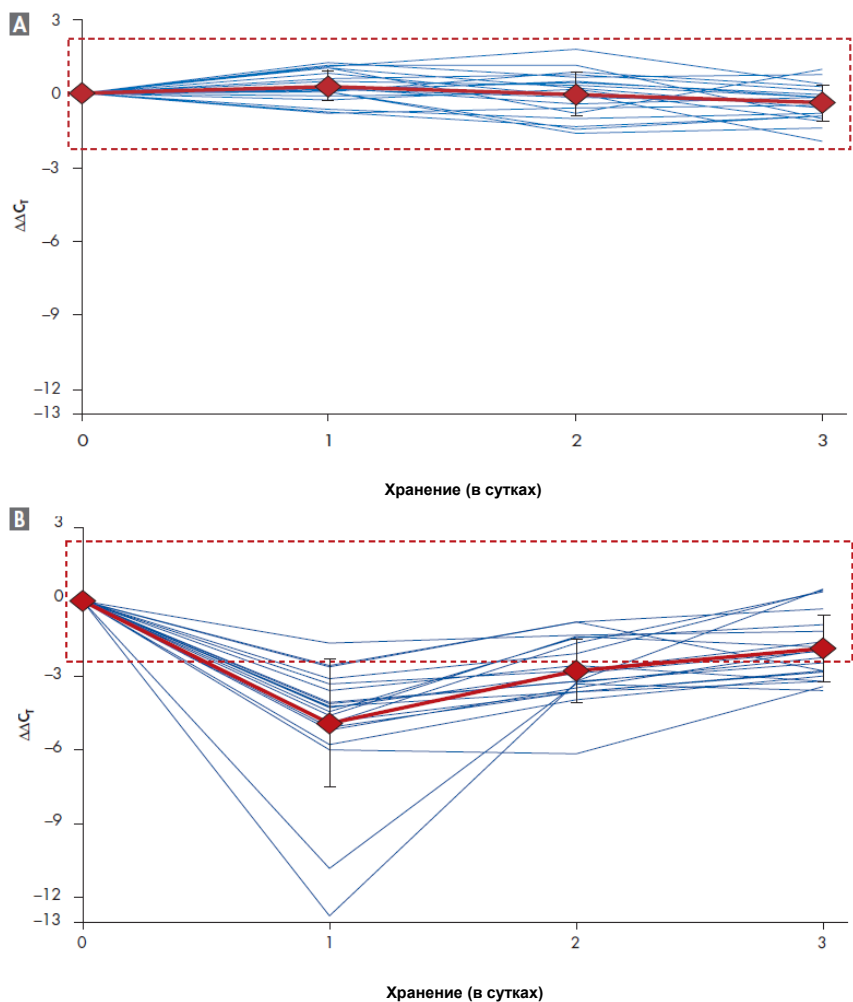 A
3
0
–3
–6
–9
–12
–13
ΔΔCT
0 1 2 3
Хранение (в сутках)
B
3
0
–3
–6
–9
–12
–13
ΔΔCT
0 1 2 3
Хранение (в сутках)